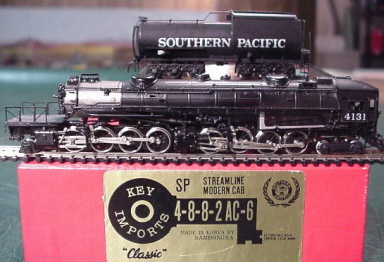 SOUTHERN PACIFIC
4131
KEY
IMPORTS
"Classic"
SP
STREAMLINE
MODERN CAB
4-8-8-2 AC-6
MADE IN KOREA BY
SAMHONGSA